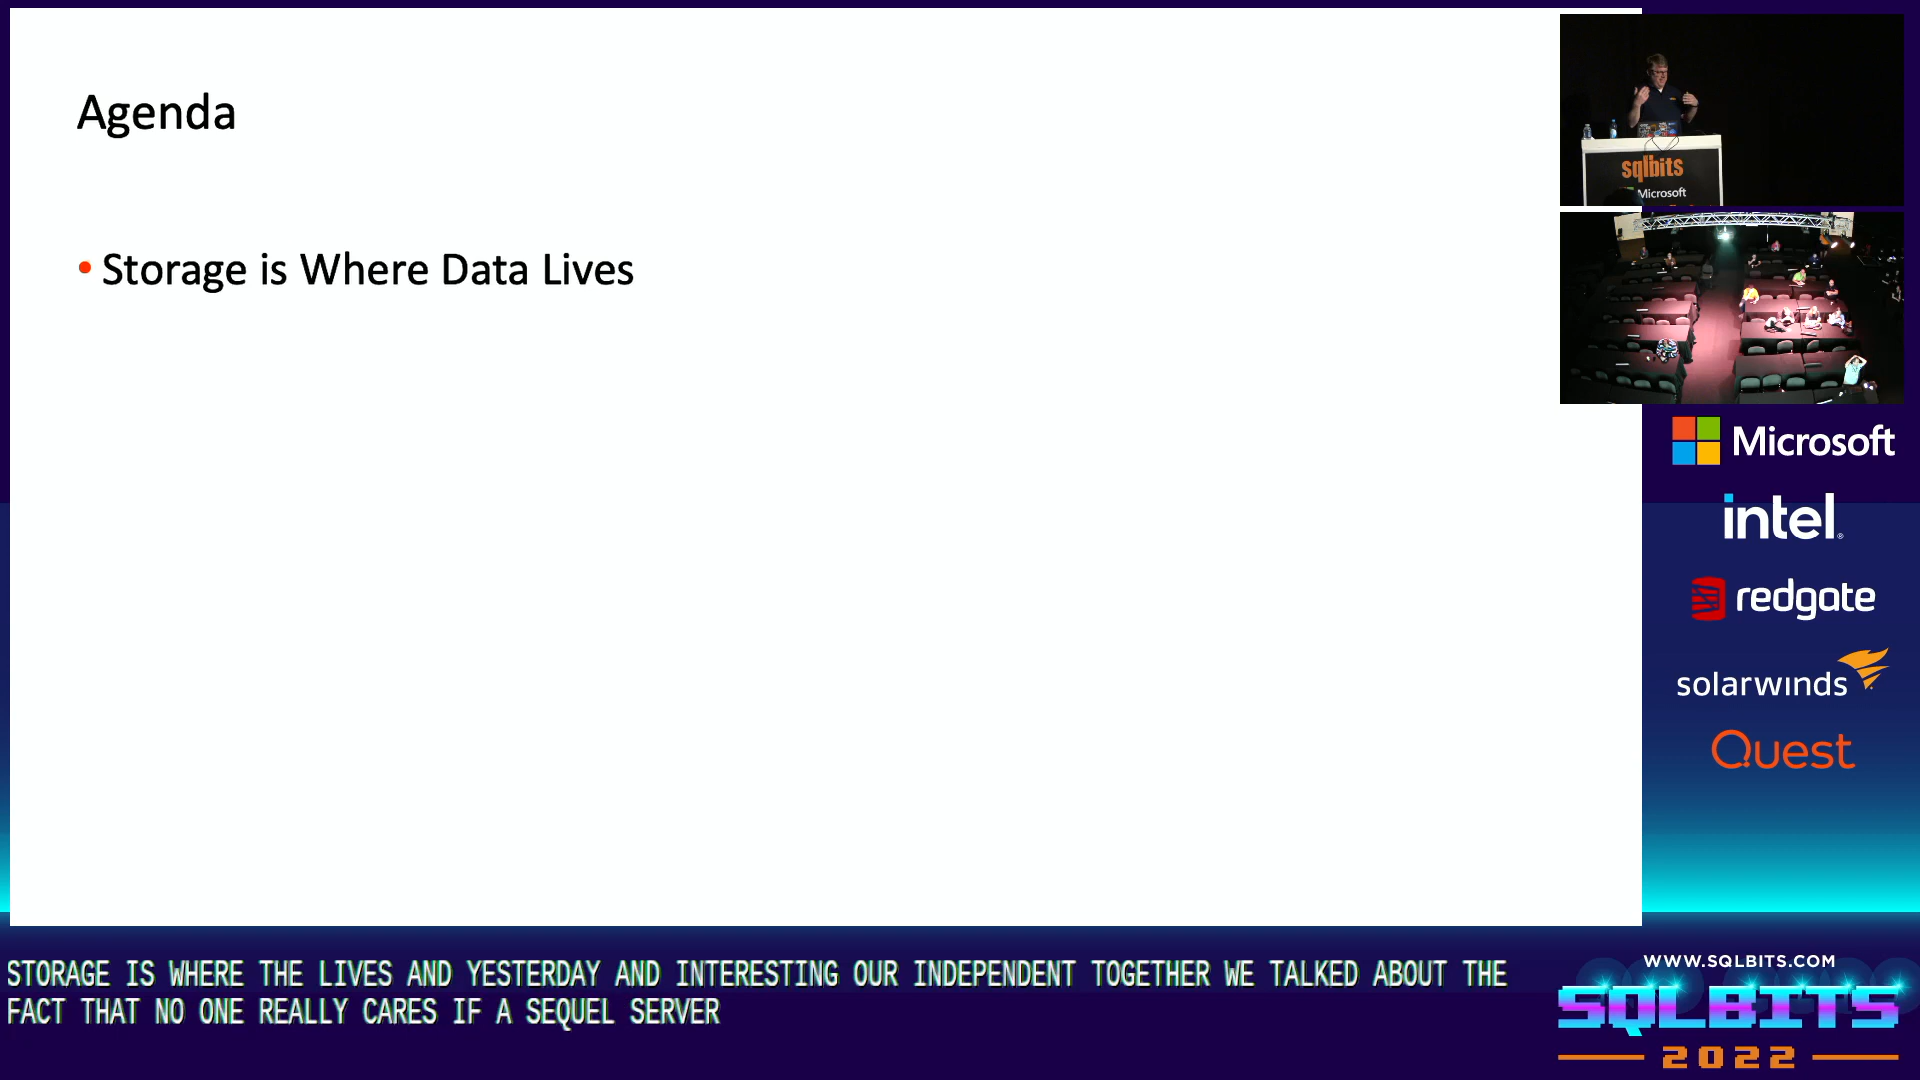 Agenda
• Storage is Where Data Lives
sqlbits
Microsoft
Microsoft
intel®
redgate
solarwinds
Quest
STORAGE IS WHERE THE LIVES AND YESTERDAY AND INTERESTING OUR INDEPENDENT TOGETHER WE TALKED ABOUT THE
FACT THAT NO ONE REALLY CARES IF A SEQUEL SERVER
WWW.SQLBITS.COM
SQLBITS
2022